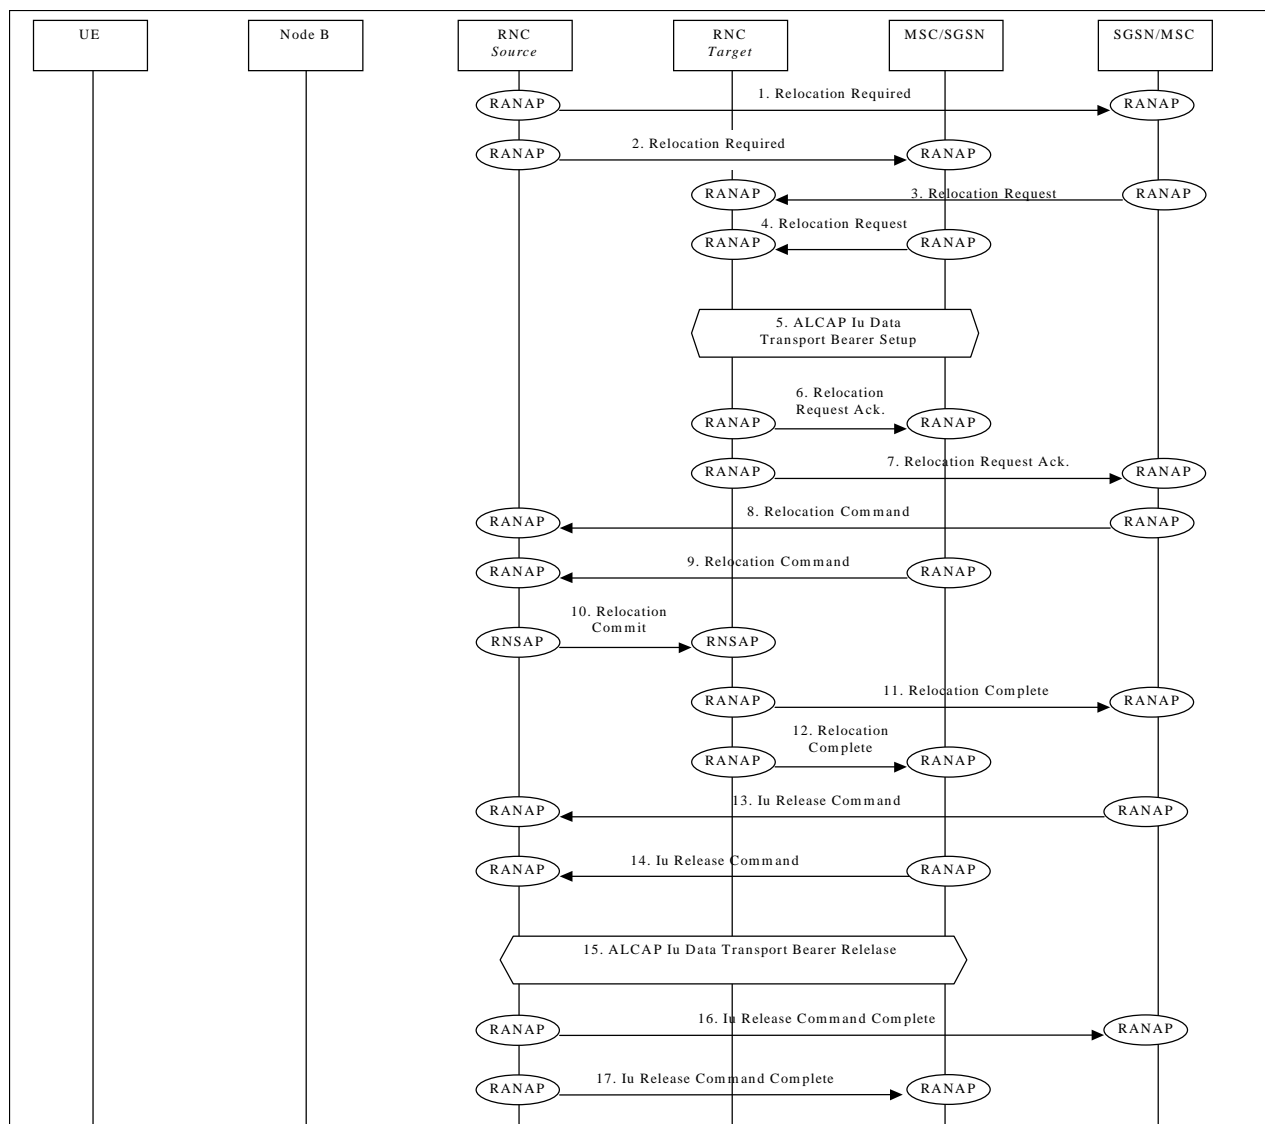 UE
Node B
RNC
Source
RNC
Target
MSC/SGSN
SGSN/MSC
RANAP
1. Relocation Required
RANAP
RANAP
2. Relocation Required
RANAP
RANAP
3. Relocation Request
RANAP
RANAP
4. Relocation Request
RANAP
5. ALCAP Iu Data
Transport Bearer Setup
RANAP
6. Relocation
Request Ack.
RANAP
RANAP
7. Relocation Request Ack.
RANAP
RANAP
8. Relocation Command
RANAP
RANAP
9. Relocation Command
RANAP
RNSAP
10. Relocation
Commit
RNSAP
RANAP
11. Relocation Complete
RANAP
RANAP
12. Relocation
Complete
RANAP
RANAP
13. Iu Release Command
RANAP
RANAP
14. Iu Release Command
RANAP
15. ALCAP Iu Data Transport Bearer Relelase
RANAP
16. Iu Release Command Complete
RANAP
RANAP
17. Iu Release Command Complete
RANAP